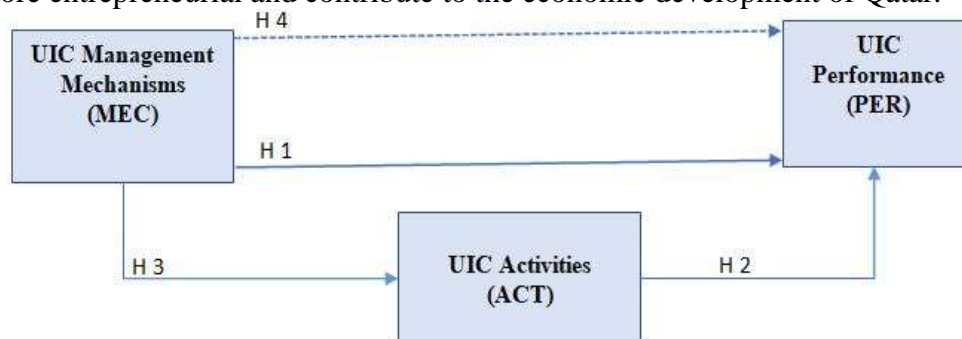 ore entrepreneurial and contribute to the economic development of Qatar.
H 4
UIC Management
Mechanisms
(MEC)
UIC
Performance
(PER)
H 1
H 3
UIC Activities
(ACT)
H 2